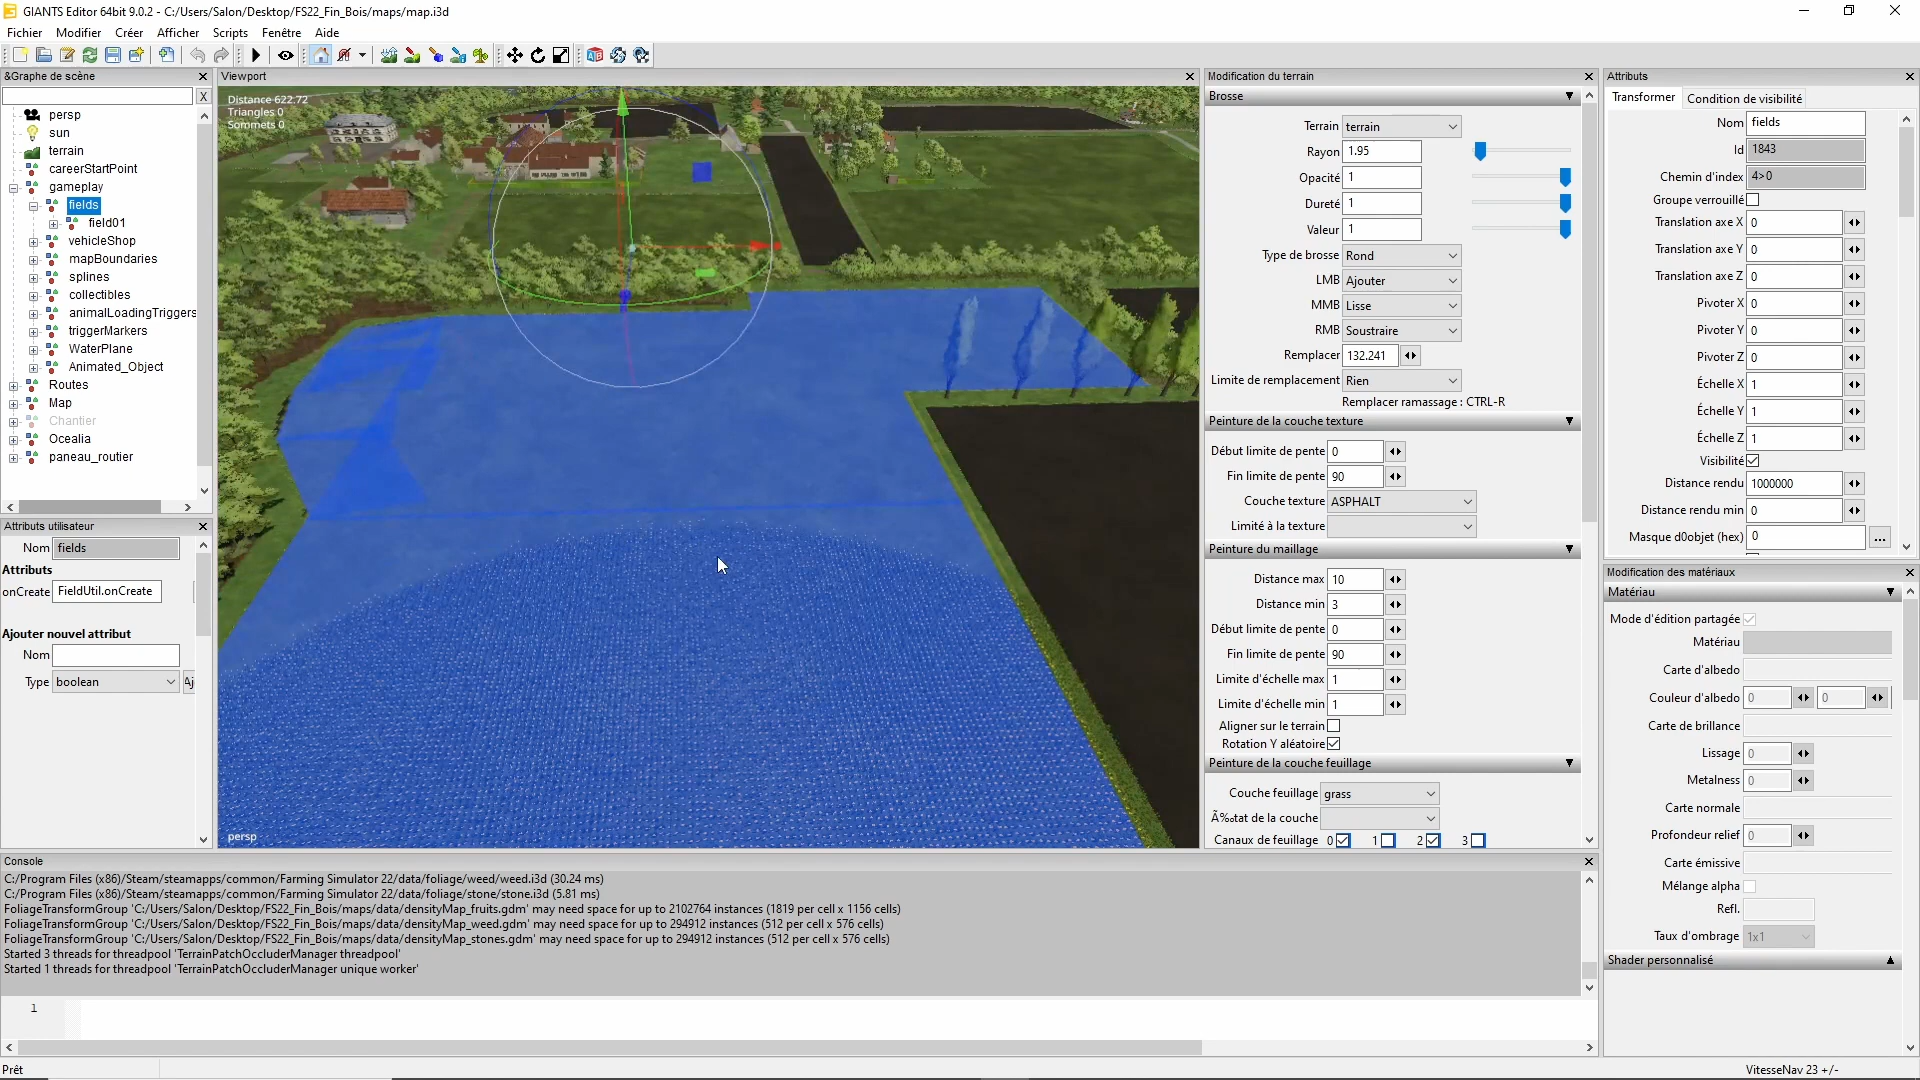 GIANTS Editor 64bit 9.0.2 - C:/Users/Salon/Desktop/FS22_Fin_Bois/maps/map.i3d
Fichier Modifier Créer Afficher Scripts Fenêtre Aide
&Graphe de scène
X
persp
sun
terrain
careerStartPoint
gameplay
fields
field01
vehicleShop
mapBoundaries
splines
collectibles
animalLoadingTriggers
triggerMarkers
WaterPlane
Animated_Object
Routes
Map
Chantier
Ocealia
paneau_routier
Attributs utilisateur
Nom fields
Attributs
onCreate FieldUtil.onCreate
Ajouter nouvel attribut
Nom
Type boolean Aj
Viewport
Distance 622.72
Triangles 0
Sommets 0
persp
Modification du terrain
Brosse
Terrain terrain
Rayon 1.95
Opacité 1
Dureté 1
Valeur 1
Type de brosse Rond
LMB Ajouter
MMB Lisse
RMB Soustraire
Remplacer 132.241
Limite de remplacement Rien
Remplacer ramassage : CTRL-R
Peinture de la couche texture
Début limite de pente 0
Fin limite de pente 90
Couche texture ASPHALT
Limité à la texture
Peinture du maillage
Distance max 10
Distance min 3
Début limite de pente 0
Fin limite de pente 90
Limite d'échelle max 1
Limite d'échelle min 1
Aligner sur le terrain
Rotation Y aléatoire
Peinture de la couche feuillage
Couche feuillage grass
Ã‰tat de la couche
Canaux de feuillage 0 1 2 3
Attributs
Transformer Condition de visibilité
Nom fields
Id 1843
Chemin d'index 4>0
Groupe verrouillé
Translation axe X 0
Translation axe Y 0
Translation axe Z 0
Pivoter X 0
Pivoter Y 0
Pivoter Z 0
Échelle X 1
Échelle Y 1
Échelle Z 1
Visibilité
Distance rendu 1000000
Distance rendu min 0
Masque d0objet (hex) 0 ...
Modification des matériaux
Matériau
Mode d'édition partagée
Matériau
Carte d'albedo
Couleur d'albedo 0 0
Carte de brillance
Lissage 0
Metalness 0
Carte normale
Profondeur relief 0
Carte émissive
Mélange alpha
Refl.
Taux d'ombrage 1x1
Shader personnalisé
Console
C:/Program Files (x86)/Steam/steamapps/common/Farming Simulator 22/data/foliage/weed/weed.i3d (30.24 ms)
C:/Program Files (x86)/Steam/steamapps/common/Farming Simulator 22/data/foliage/stone/stone.i3d (5.81 ms)
FoliageTransformGroup 'C:/Users/Salon/Desktop/FS22_Fin_Bois/maps/data/densityMap_fruits.gdm' may need space for up to 2102764 instances (1819 per cell x 1156 cells)
FoliageTransformGroup 'C:/Users/Salon/Desktop/FS22_Fin_Bois/maps/data/densityMap_weed.gdm' may need space for up to 294912 instances (512 per cell x 576 cells)
FoliageTransformGroup 'C:/Users/Salon/Desktop/FS22_Fin_Bois/maps/data/densityMap_stones.gdm' may need space for up to 294912 instances (512 per cell x 576 cells)
Started 3 threads for threadpool 'TerrainPatchOccluderManager threadpool'
Started 1 threads for threadpool 'TerrainPatchOccluderManager unique worker'
1
Prêt
VitesseNav 23 +/-